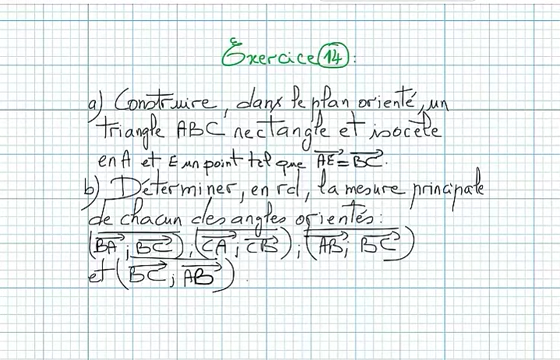 Exercice 14 :
a) Construire, dans le plan orienté, un
triangle ABC rectangle et isocèle
en A et E un point tel que AE = BC.
b) Déterminer, en rd, la mesure principale
de chacun des angles orientés :
(BA ; BC), (CA ; CB); (AB; BC)
et (BC ; AB).